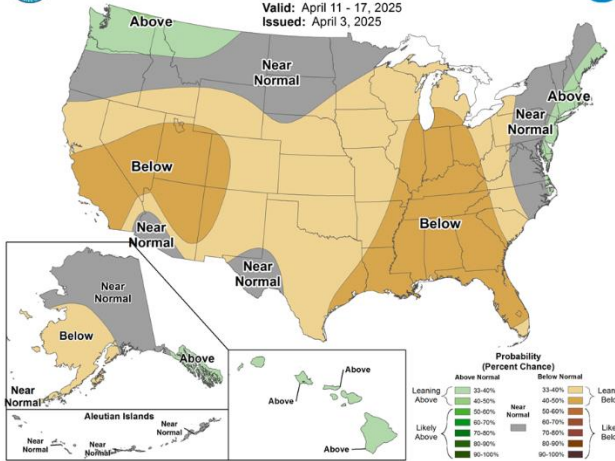 Valid: April 11 - 17, 2025
Issued: April 3, 2025
Above
Near
Normal
Above
Near
Normal
Below
Below
Near
Normal
Near
Normal
Near
Normal
Below
Above
Near
Normal
Aleutian Islands
Near
Normal
Near
Normal
Near
Normal
Above
Above
Above
Probability
(Percent Chance)
Above Normal
Below Normal
Leaning
Above
33-40%
40-50%
Likely
Above
50-60%
60-70%
70-80%
80-90%
90-100%
Near
Normal
33-40%
40-50%
50-60%
60-70%
70-80%
80-90%
90-100%
Lean
Belo
Lik
Belo